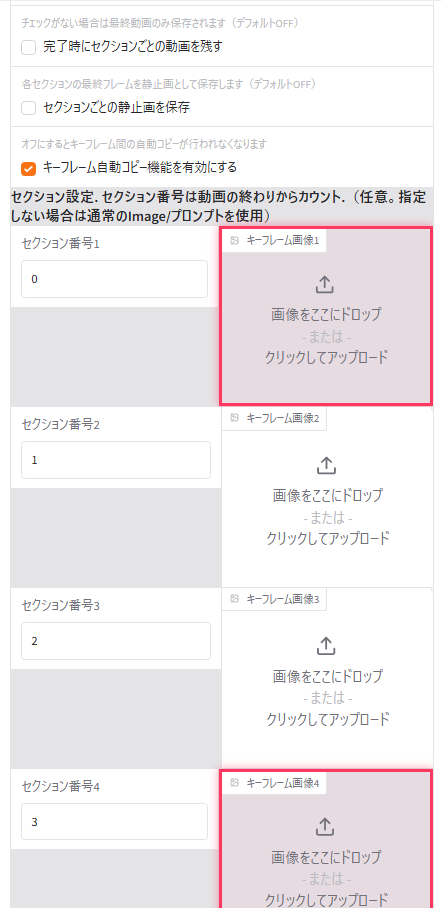 チェックがない場合は最終動画のみ保存されます（デフォルトOFF）
完了時にセクションごとの動画を残す
各セクションの最終フレームを静止画として保存します（デフォルトOFF）
セクションごとの静止画を保存
オフにするとキーフレーム間の自動コピーが行われなくなります
キーフレーム自動コピー機能を有効にする
セクション設定. セクション番号は動画の終わりからカウント.（任意。指定
しない場合は通常のImage/プロンプトを使用）
セクション番号1
0
キーフレーム画像1
画像をここにドロップ
- または -
クリックしてアップロード
セクション番号2
1
キーフレーム画像2
画像をここにドロップ
- または -
クリックしてアップロード
セクション番号3
2
キーフレーム画像3
画像をここにドロップ
- または -
クリックしてアップロード
セクション番号4
3
キーフレーム画像4
画像をここにドロップ
- または -
クリックしてアップロード